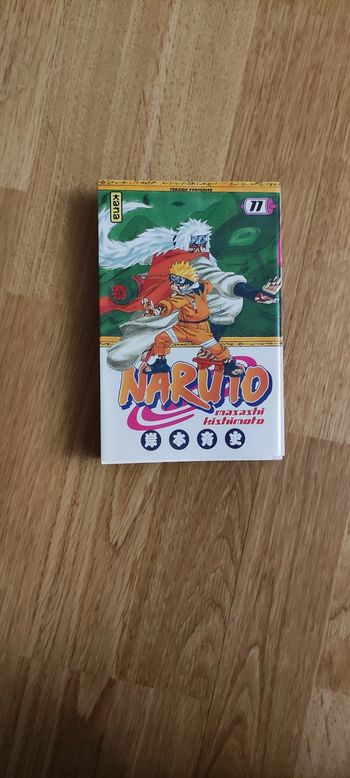 VERSION FRANÇAISE
KANA
11
NARUTO
masashi
kishimoto
岸本斉史